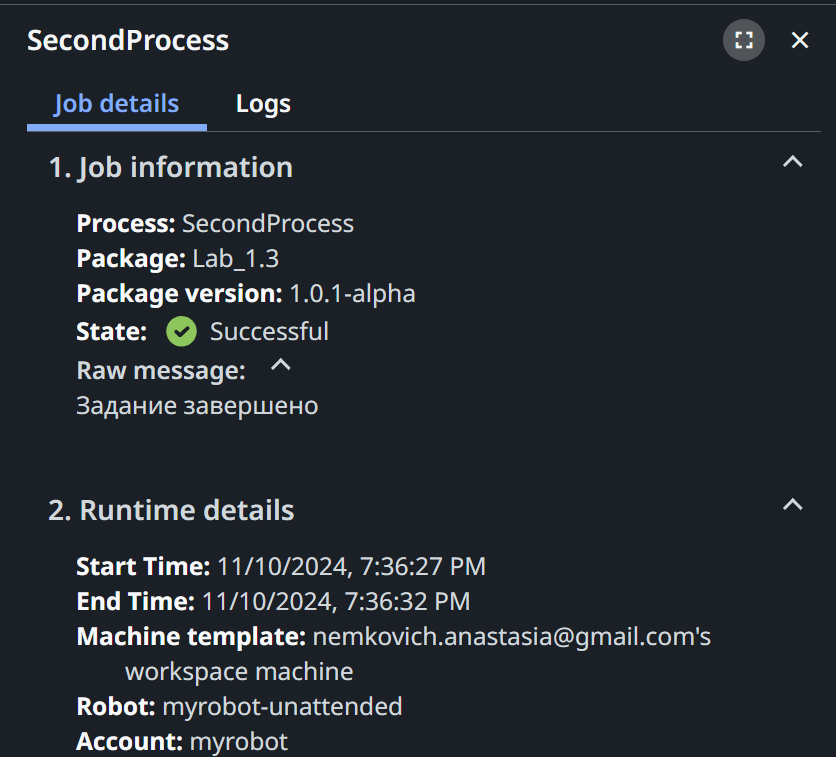 SecondProcess
Job details Logs
1. Job information
Process: SecondProcess
Package: Lab_1.3
Package version: 1.0.1-alpha
State: Successful
Raw message:
Задание завершено
2. Runtime details
Start Time: 11/10/2024, 7:36:27 PM
End Time: 11/10/2024, 7:36:32 PM
Machine template: nemkovich.anastasia@gmail.com's
workspace machine
Robot: myrobot-unattended
Account: myrobot